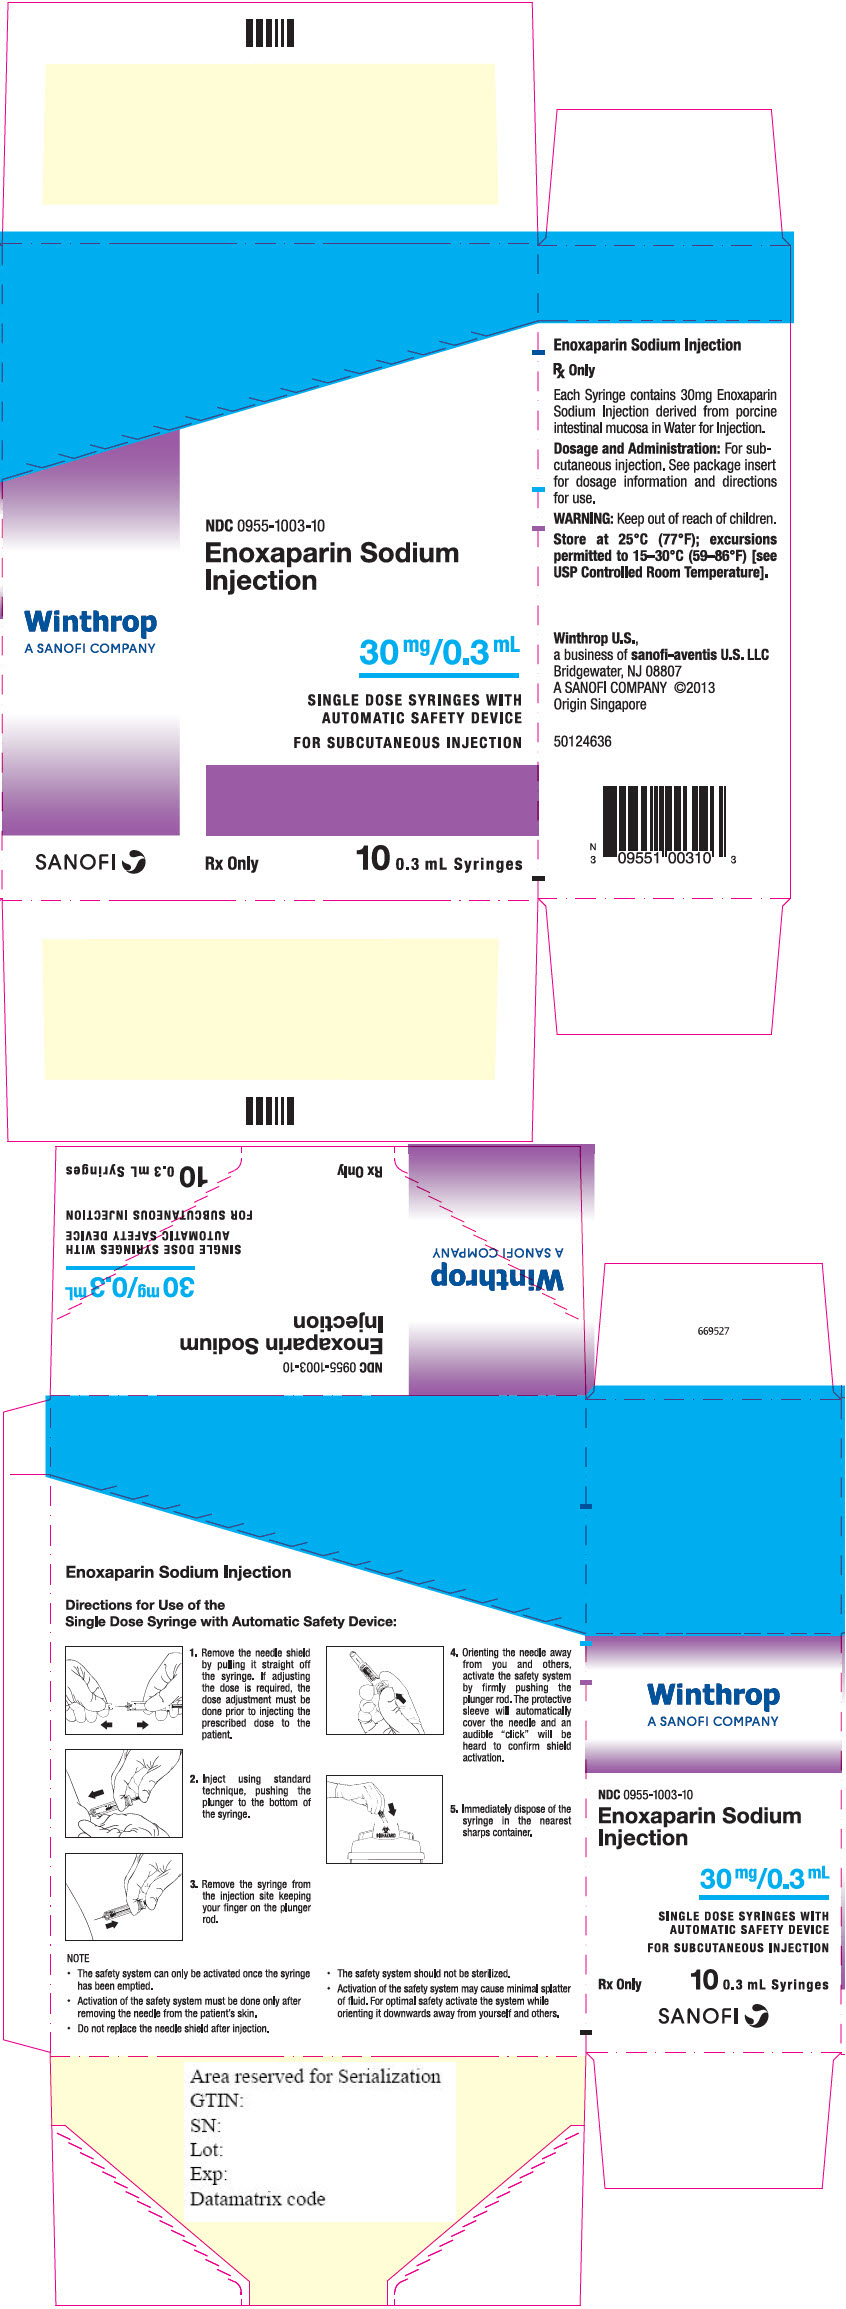 Winthrop
A SANOFI COMPANY
SANOFI
NDC 0955-1003-10
Enoxaparin Sodium
Injection
30 mg/0.3 mL
SINGLE DOSE SYRINGES WITH
AUTOMATIC SAFETY DEVICE
FOR SUBCUTANEOUS INJECTION
Rx Only
10 0.3 mL Syringes
Enoxaparin Sodium Injection
℞ Only
Each Syringe contains 30mg Enoxaparin
Sodium Injection derived from porcine
intestinal mucosa in Water for Injection.
Dosage and Administration: For sub-
cutaneous injection. See package insert
for dosage information and directions
for use.
WARNING: Keep out of reach of children.
Store at 25°C (77°F); excursions
permitted to 15–30°C (59–86°F) [see
USP Controlled Room Temperature].
Winthrop U.S.,
a business of sanofi–aventis U.S. LLC
Bridgewater, NJ 08807
A SANOFI COMPANY ©2013
Origin Singapore
50124636
N
3 09551 00310 3
NDC 0955-1003-10
Enoxaparin Sodium
Injection
30 mg/0.3 mL
SINGLE DOSE SYRINGES WITH
AUTOMATIC SAFETY DEVICE
FOR SUBCUTANEOUS INJECTION
Rx Only
10 0.3 mL Syringes
Winthrop
A SANOFI COMPANY
669527
Enoxaparin Sodium Injection
Directions for Use of the
Single Dose Syringe with Automatic Safety Device:
1. Remove the needle shield
by pulling it straight off
the syringe. If adjusting
the dose is required, the
dose adjustment must be
done prior to injecting the
prescribed dose to the
patient.
2. Inject using standard
technique, pushing the
plunger to the bottom of
the syringe.
3. Remove the syringe from
the injection site keeping
your finger on the plunger
rod.
4. Orienting the needle away
from you and others,
activate the safety system
by firmly pushing the
plunger rod. The protective
sleeve will automatically
cover the needle and an
audible “click” will be
heard to confirm shield
activation.
BIOHAZARD
5. Immediately dispose of the
syringe in the nearest
sharps container.
NOTE
• The safety system can only be activated once the syringe
has been emptied.
• Activation of the safety system must be done only after
removing the needle from the patient’s skin.
• Do not replace the needle shield after injection.
• The safety system should not be sterilized.
• Activation of the safety system may cause minimal splatter
of fluid. For optimal safety activate the system while
orienting it downwards away from yourself and others.
Winthrop
A SANOFI COMPANY
NDC 0955-1003-10
Enoxaparin Sodium
Injection
30 mg/0.3 mL
SINGLE DOSE SYRINGES WITH
AUTOMATIC SAFETY DEVICE
FOR SUBCUTANEOUS INJECTION
Rx Only
10 0.3 mL Syringes
SANOFI
Area reserved for Serialization
GTIN:
SN:
Lot:
Exp:
Datamatrix code